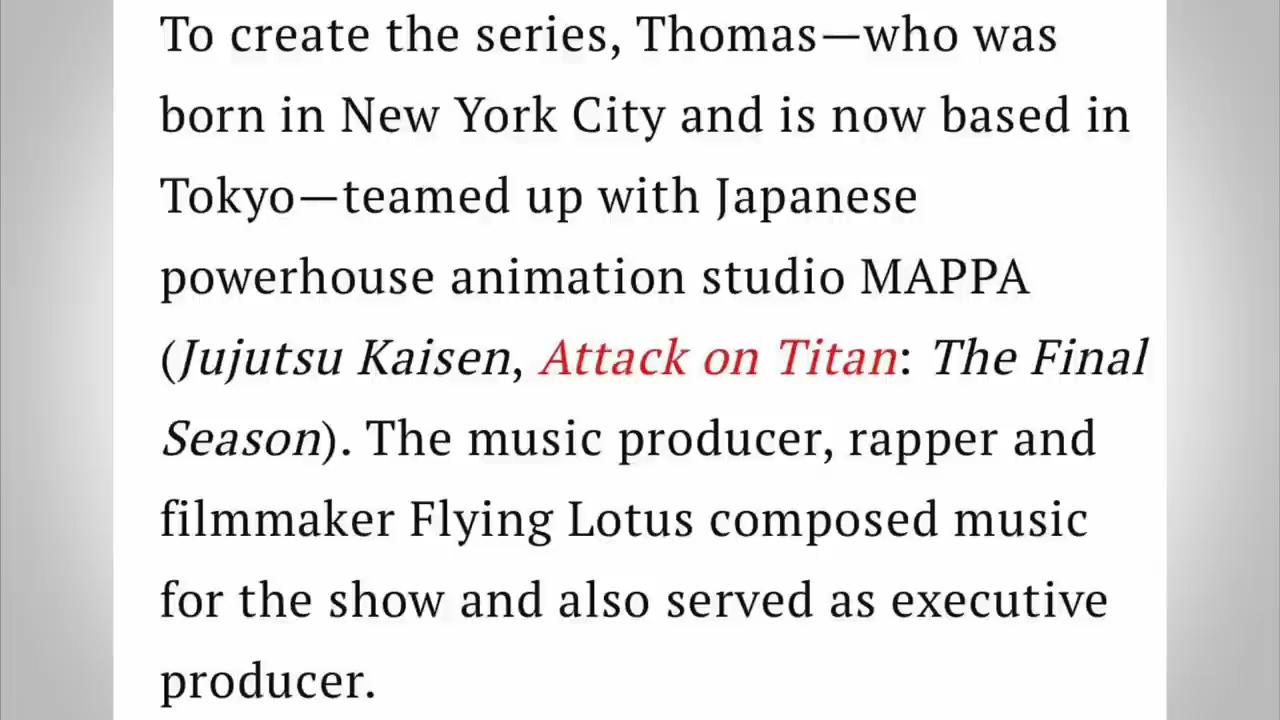 To create the series, Thomas—who was
born in New York City and is now based in
Tokyo—teamed up with Japanese
powerhouse animation studio MAPPA
(Jujutsu Kaisen, Attack on Titan: The Final
Season). The music producer, rapper and
filmmaker Flying Lotus composed music
for the show and also served as executive
producer.